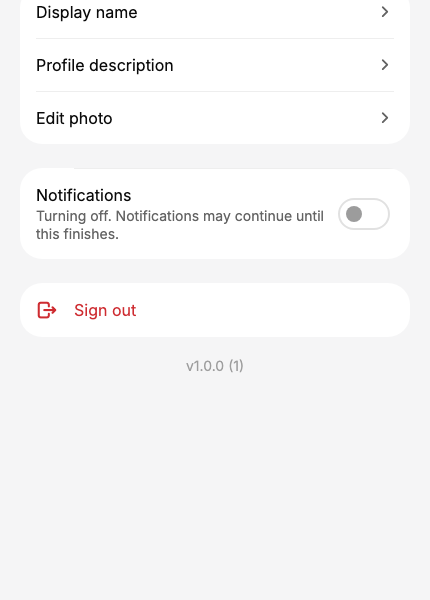 Display name
Profile description
Edit photo
Notifications
Turning off. Notifications may continue until
this finishes.
Sign out
v1.0.0 (1)